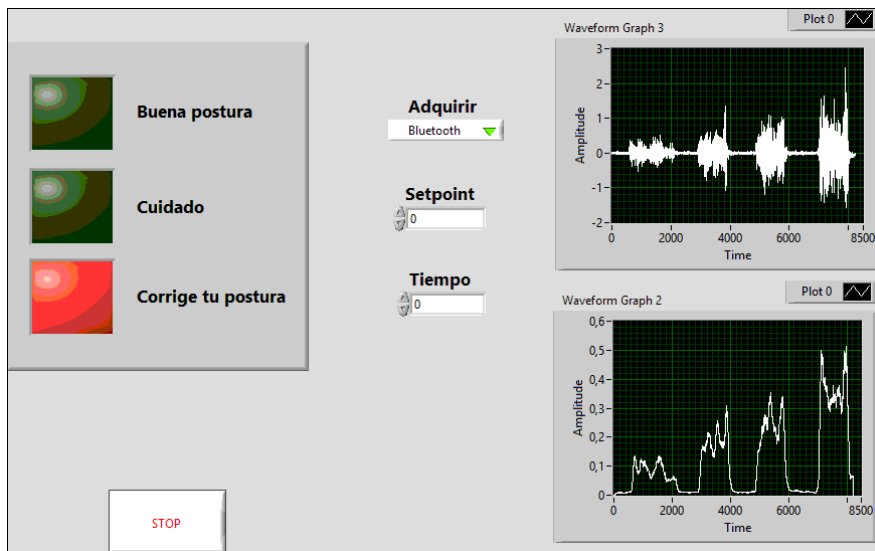 Buena postura
Cuidado
Corrige tu postura
Adquirir
Bluetooth
Setpoint
0
Tiempo
0
STOP
Waveform Graph 3
Plot 0
Amplitude
3
2
1
0
-1
-2
0 2000 4000 6000 8500
Time
Waveform Graph 2
Plot 0
Amplitude
0,6
0,5
0,4
0,3
0,2
0,1
0
0 2000 4000 6000 8500
Time